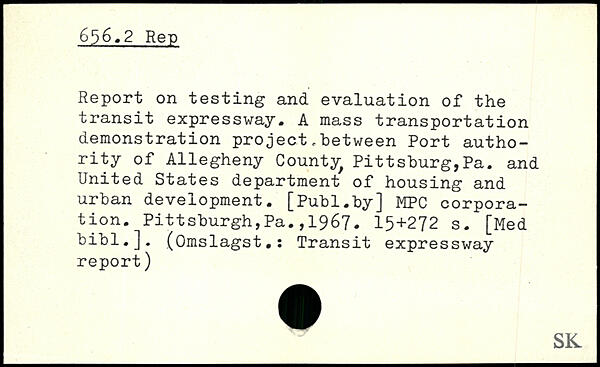 656.2 Rep
Report on testing and evaluation of the
transit expressway. A mass transportation
demonstration project.between Port autho-
rity of Allegheny County, Pittsburg,Pa. and
United States department of housing and
urban development. [Publ.by] MPC corpora-
tion. Pittsburgh,Pa.,1967. 15+272 s. [Med
bibl.]. (Omslagst.: Transit expressway
report)
SK